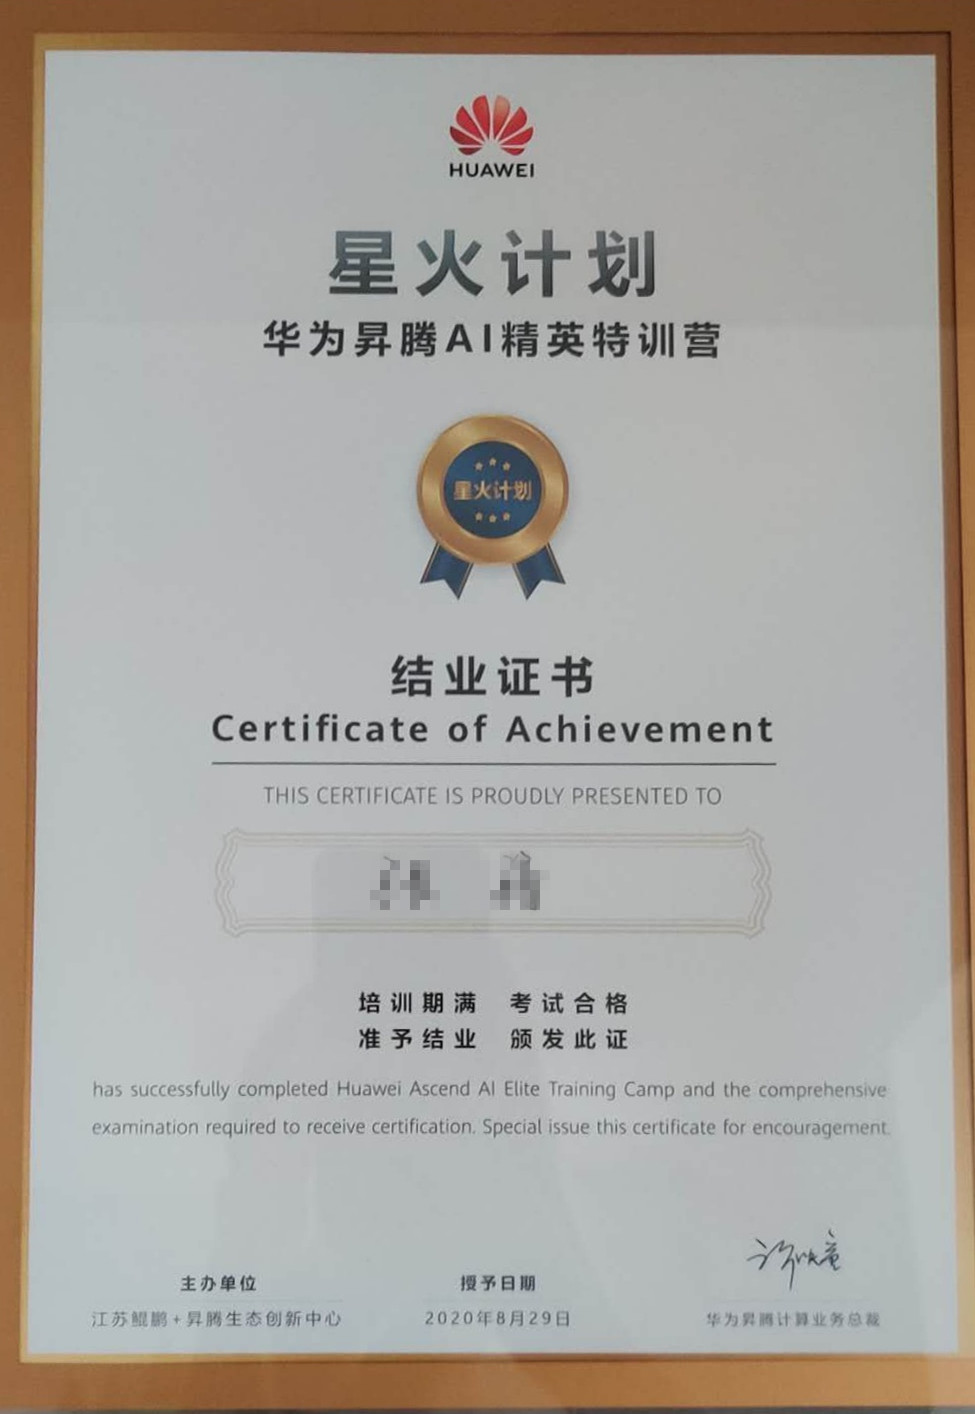 HUAWEI
星火计划
华为昇腾AI精英特训营
星火计划
结业证书
Certificate of Achievement
THIS CERTIFICATE IS PROUDLY PRESENTED TO
培训期满 考试合格
准予结业 颁发此证
has successfully completed Huawei Ascend AI Elite Training Camp and the comprehensive
examination required to receive certification. Special issue this certificate for encouragement.
主办单位
江苏鲲鹏+昇腾生态创新中心
授予日期
2020年8月29日
华为昇腾计算业务总裁